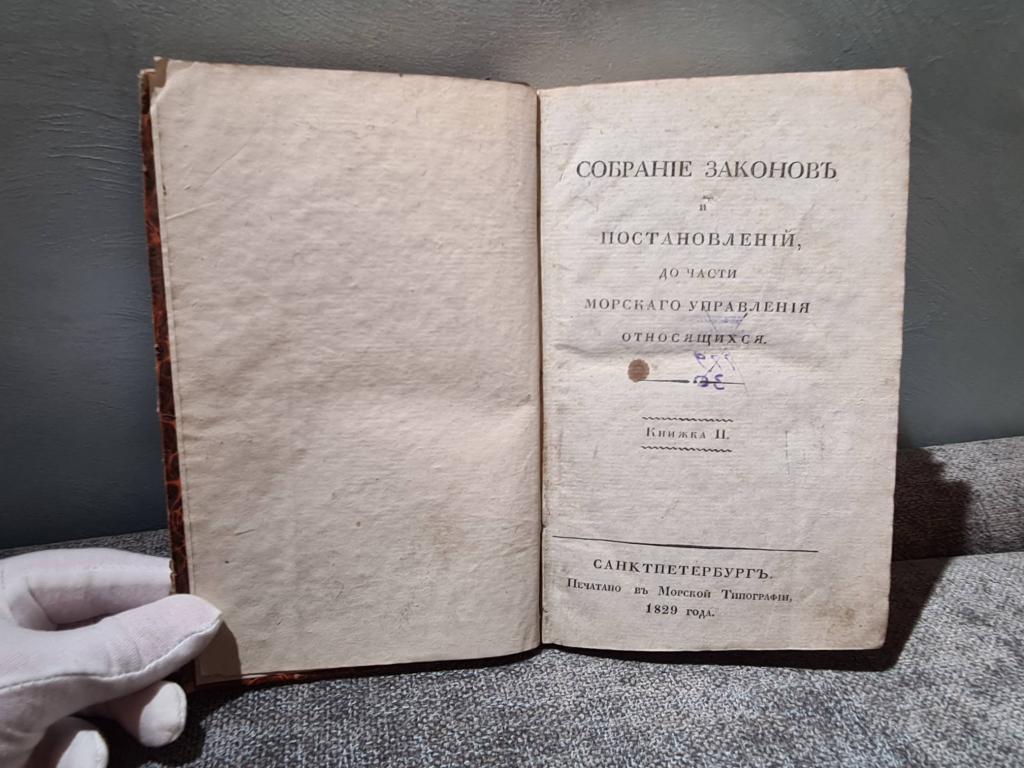 СОБРАНІЕ ЗАКОНОВЪ
и
ПОСТАНОВЛЕНІЙ,
ДО ЧАСТИ
МОРСКАГО УПРАВЛЕНІЯ
ОТНОСЯЩИХСЯ.
Книжка II.
САНКТПЕТЕРБУРГЪ.
Печатано въ Морской Типографіи,
1829 года.